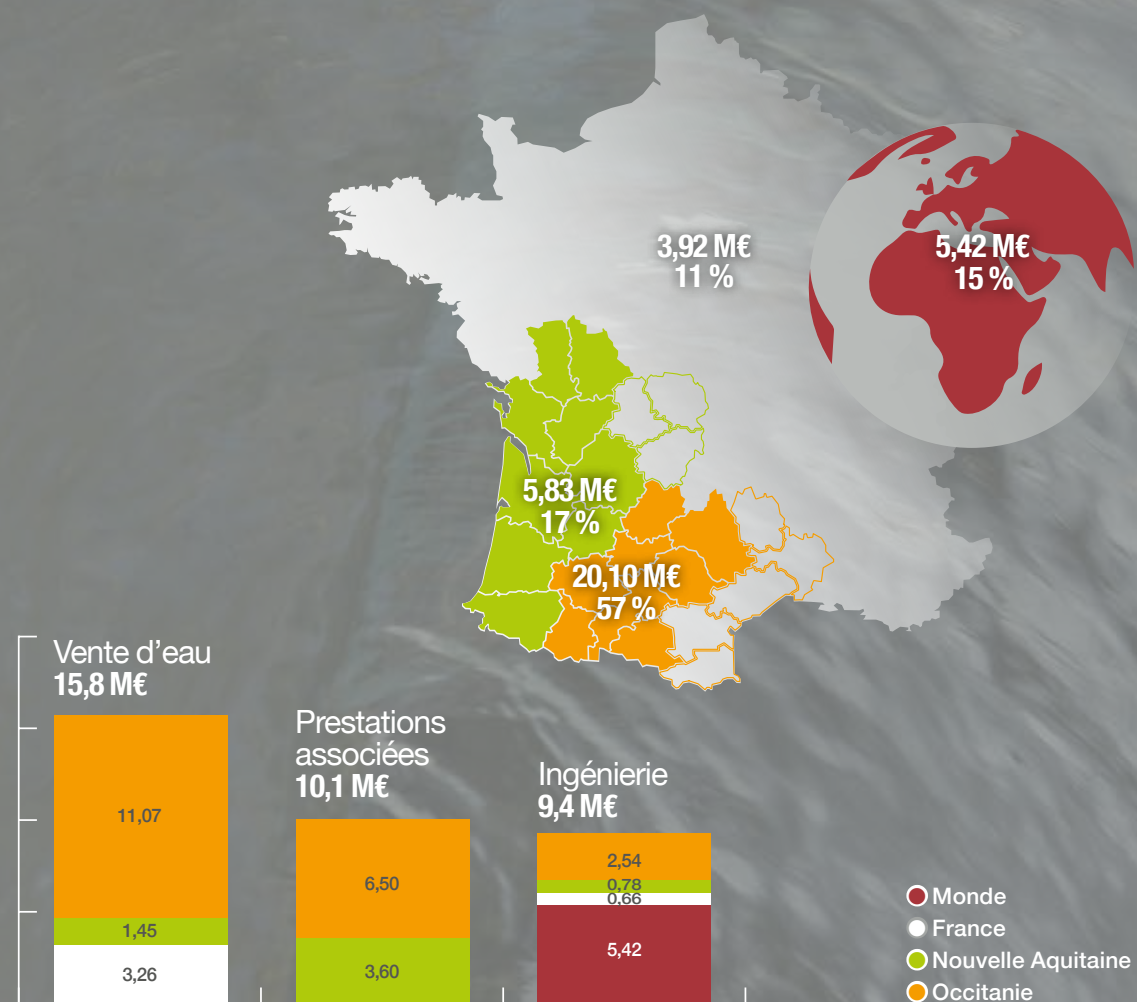 3,92 M€
11 %
5,42 M€
15 %
5,83 M€
17 %
20,10 M€
57 %
Vente d’eau
15,8 M€
11,07
1,45
3,26
Prestations
associées
10,1 M€
6,50
3,60
Ingénierie
9,4 M€
2,54
0,78
0,66
5,42
Monde
France
Nouvelle Aquitaine
Occitanie